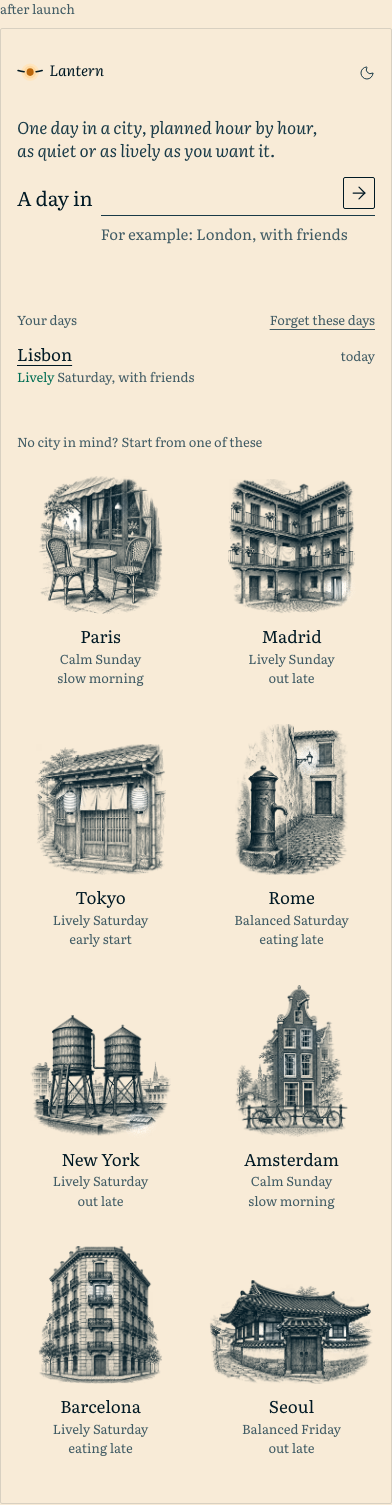 after launch
Lantern
One day in a city, planned hour by hour,
as quiet or as lively as you want it.
A day in
For example: London, with friends
Your days
Forget these days
Lisbon
today
Lively Saturday, with friends
No city in mind? Start from one of these
Paris
Calm Sunday
slow morning
Madrid
Lively Sunday
out late
Tokyo
Lively Saturday
early start
Rome
Balanced Saturday
eating late
New York
Lively Saturday
out late
Amsterdam
Calm Sunday
slow morning
Barcelona
Lively Saturday
eating late
Seoul
Balanced Friday
out late